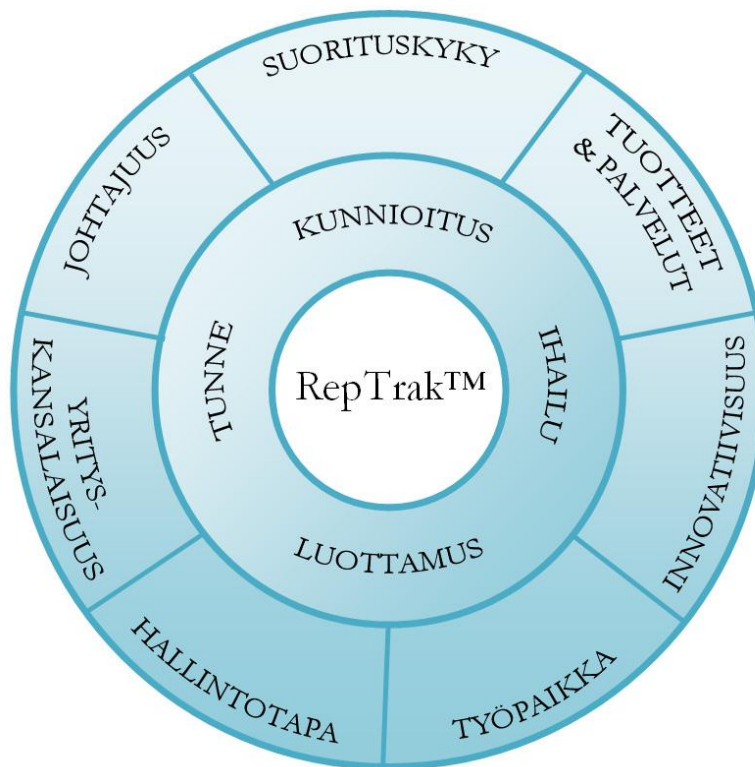 SUORITUSKYKY
TUOTTEET
& PALVELUT
INNOVATIIVISUUS
TYÖPAIKKA
HALLINTOTAPA
YRITYS-
KANSALAISUUS
JOHTAJUUS
KUNNIOITUS
IHAILU
LUOTTAMUS
TUNNE
RepTrak™